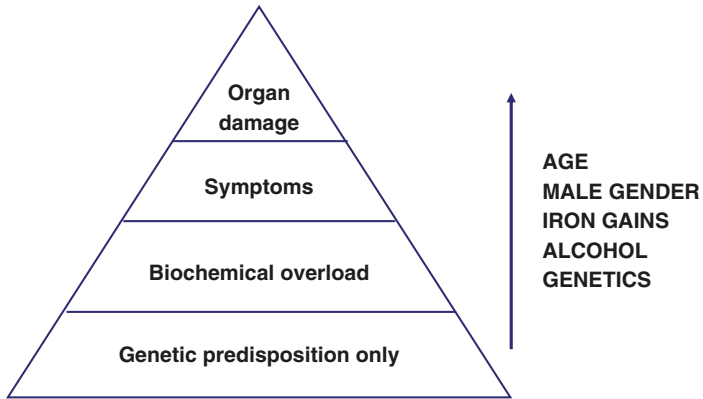 Organ
damage
Symptoms
Biochemical overload
Genetic predisposition only
AGE
MALE GENDER
IRON GAINS
ALCOHOL
GENETICS